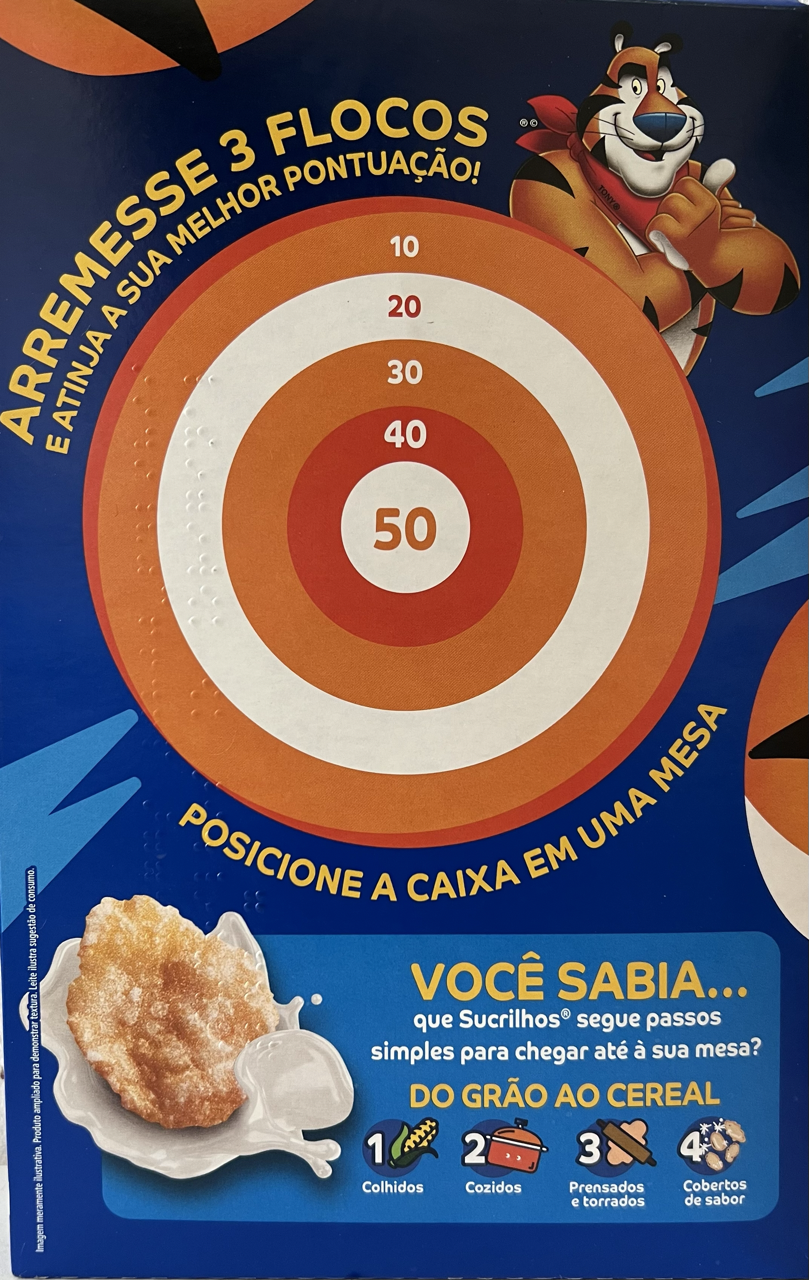 ARREMESSE 3 FLOCOS
E ATINJA A SUA MELHOR PONTUAÇÃO!
®©
TONY®
10
20
30
40
50
POSICIONE A CAIXA EM UMA MESA
Imagem meramente ilustrativa. Produto ampliado para demonstrar textura. Leite ilustra sugestão de consumo.
VOCÊ SABIA...
que Sucrilhos® segue passos
simples para chegar até à sua mesa?
DO GRÃO AO CEREAL
1
Colhidos
2
Cozidos
3
Prensados
e torrados
4
Cobertos
de sabor